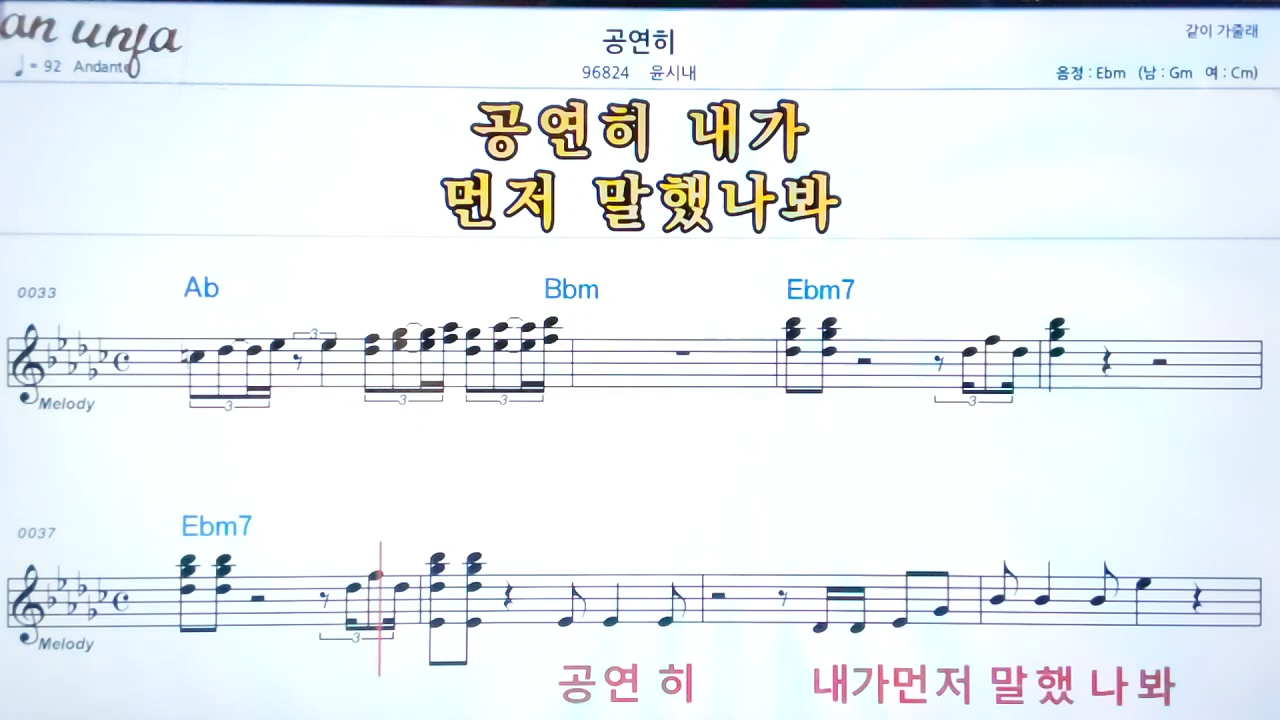 an unja
♩= 92 Andante
공연히
96824 윤시내
같이 가줄래
음정 : Ebm (남 : Gm 여 : Cm)
공연히 내가
먼저 말했나봐
0033
Ab Bbm Ebm7
3 3 3 3 3
Melody
0037
Ebm7
3
Melody
공연 히 내가먼저 말했 나 봐